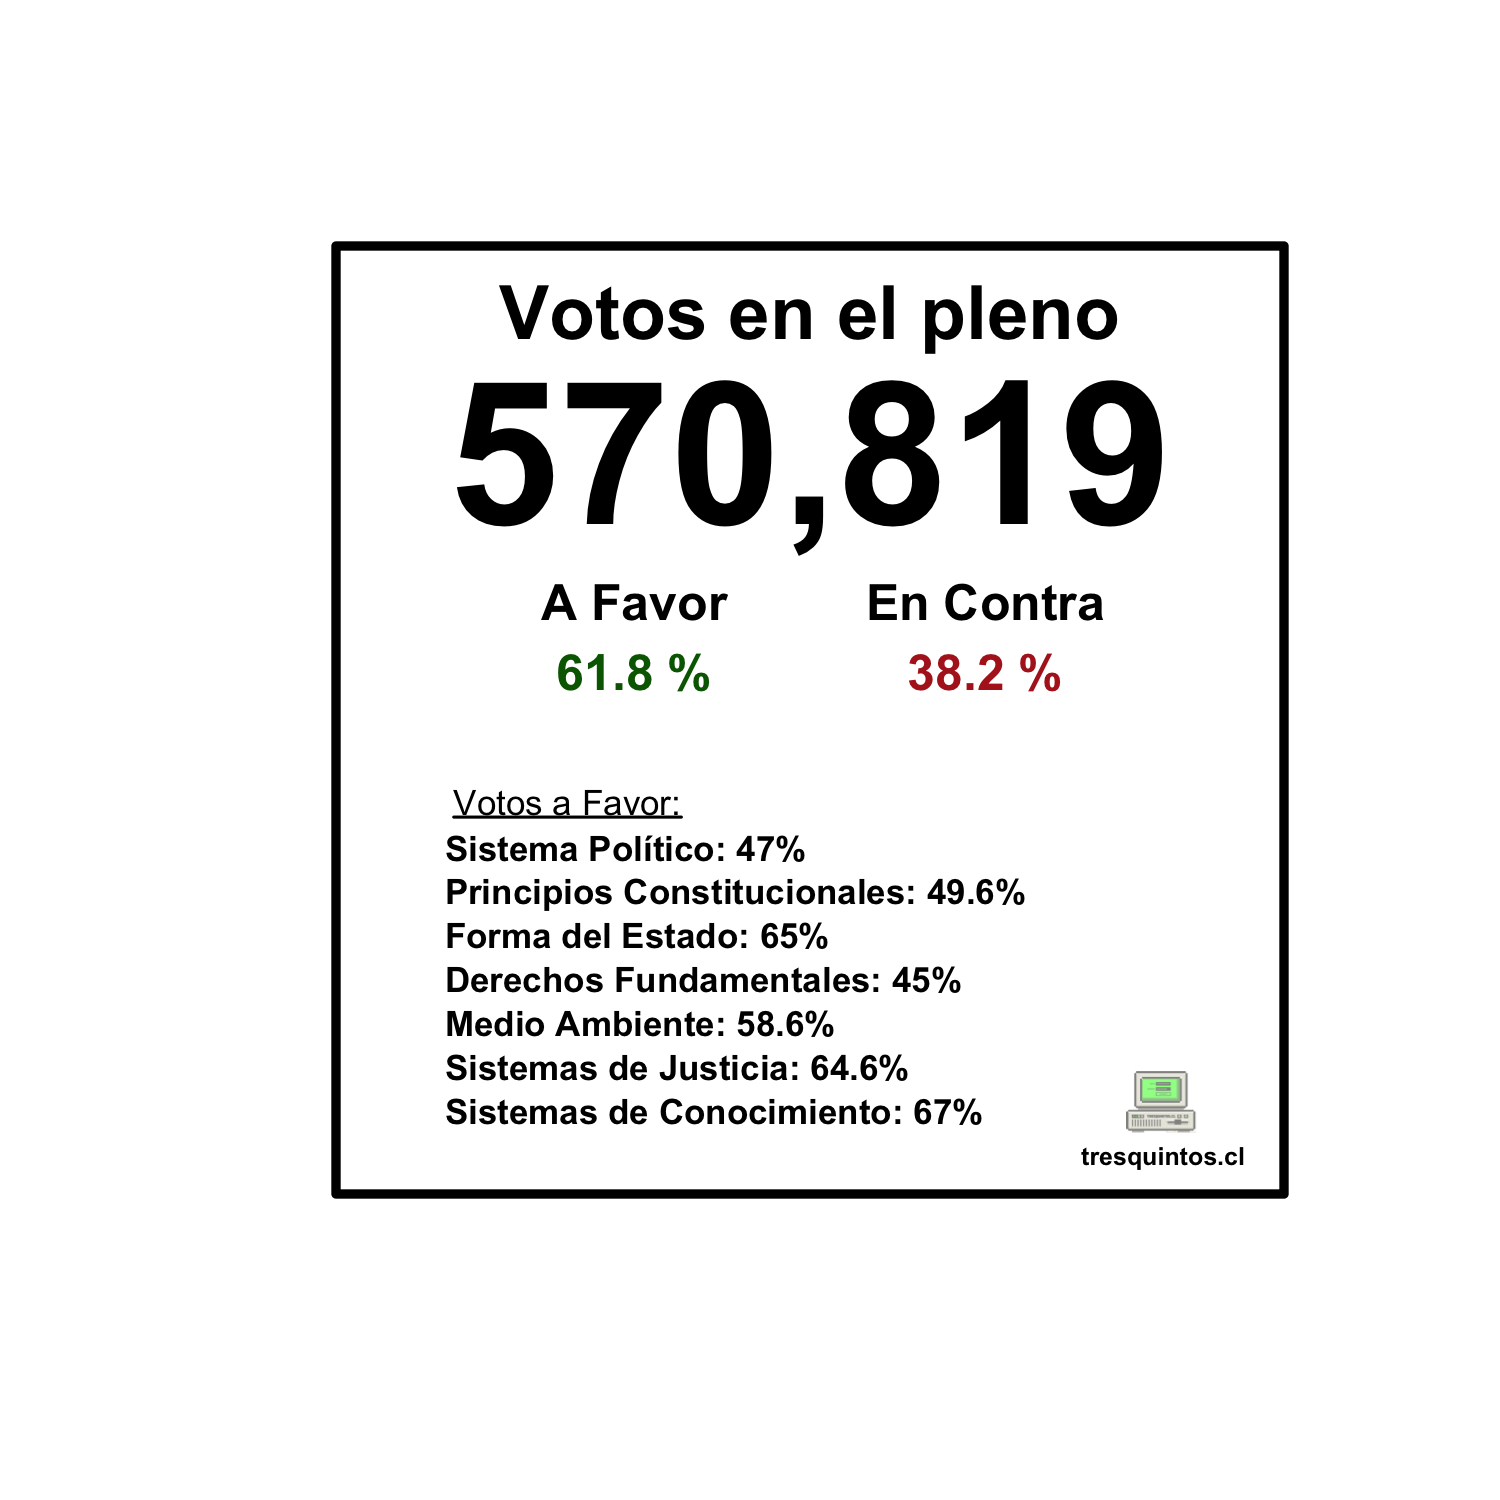 Votos en el pleno
570,819
A Favor En Contra
61.8 % 38.2 %
Votos a Favor:
Sistema Político: 47%
Principios Constitucionales: 49.6%
Forma del Estado: 65%
Derechos Fundamentales: 45%
Medio Ambiente: 58.6%
Sistemas de Justicia: 64.6%
Sistemas de Conocimiento: 67%
tresquintos.cl